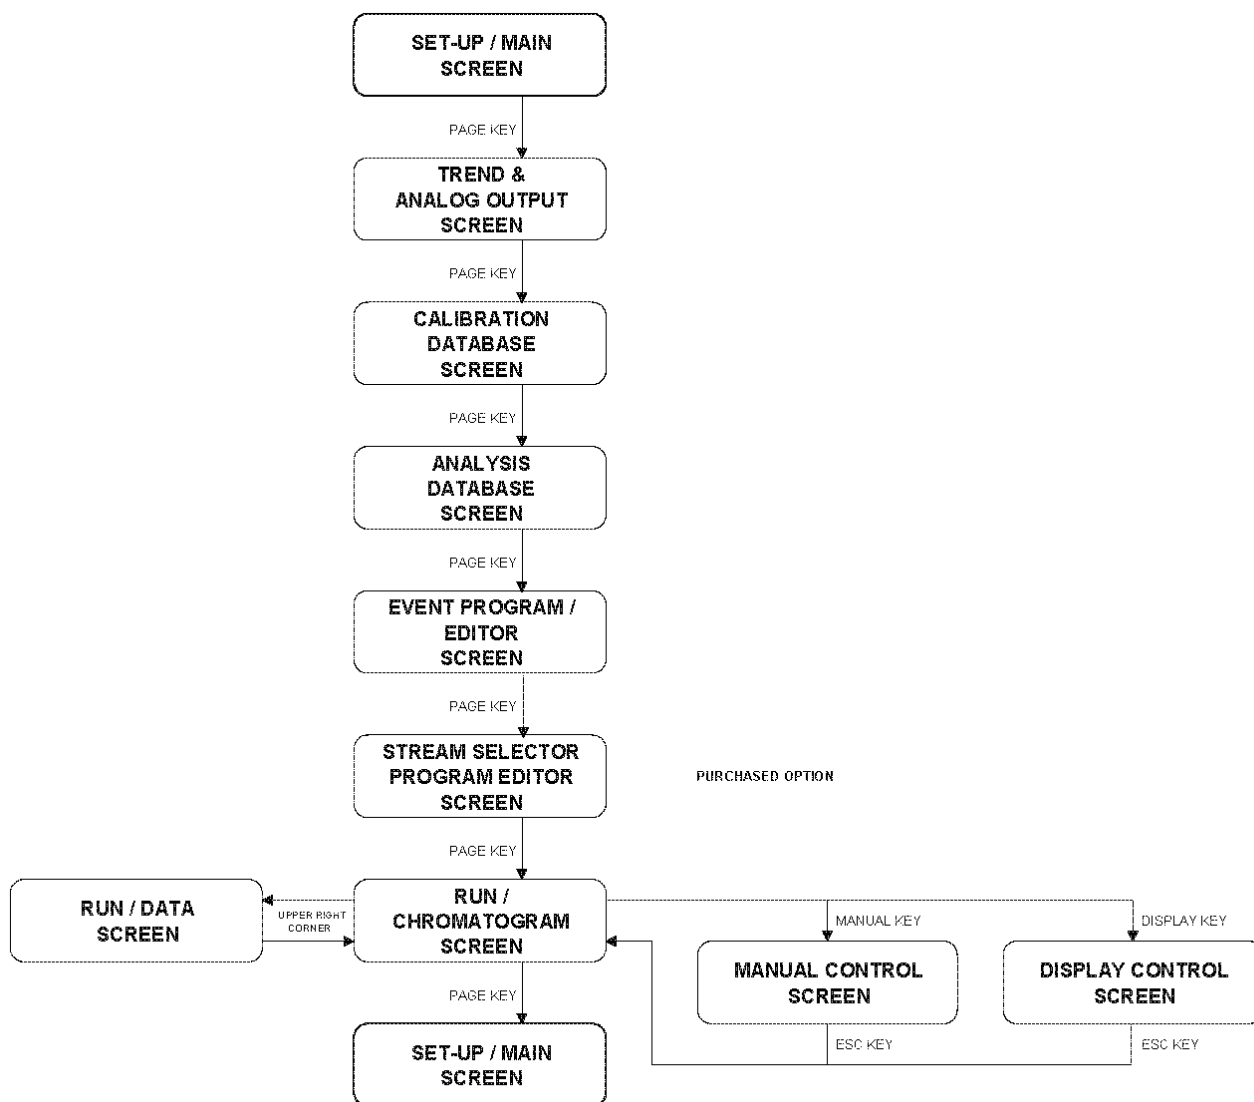 SET-UP / MAIN
SCREEN
PAGE KEY
TREND &
ANALOG OUTPUT
SCREEN
PAGE KEY
CALIBRATION
DATABASE
SCREEN
PAGE KEY
ANALYSIS
DATABASE
SCREEN
PAGE KEY
EVENT PROGRAM /
EDITOR
SCREEN
PAGE KEY
STREAM SELECTOR
PROGRAM EDITOR
SCREEN
PURCHASED OPTION
PAGE KEY
RUN / DATA
SCREEN
UPPER RIGHT
CORNER
RUN /
CHROMATOGRAM
SCREEN
MANUAL KEY
DISPLAY KEY
MANUAL CONTROL
SCREEN
DISPLAY CONTROL
SCREEN
PAGE KEY
ESC KEY
ESC KEY
SET-UP / MAIN
SCREEN